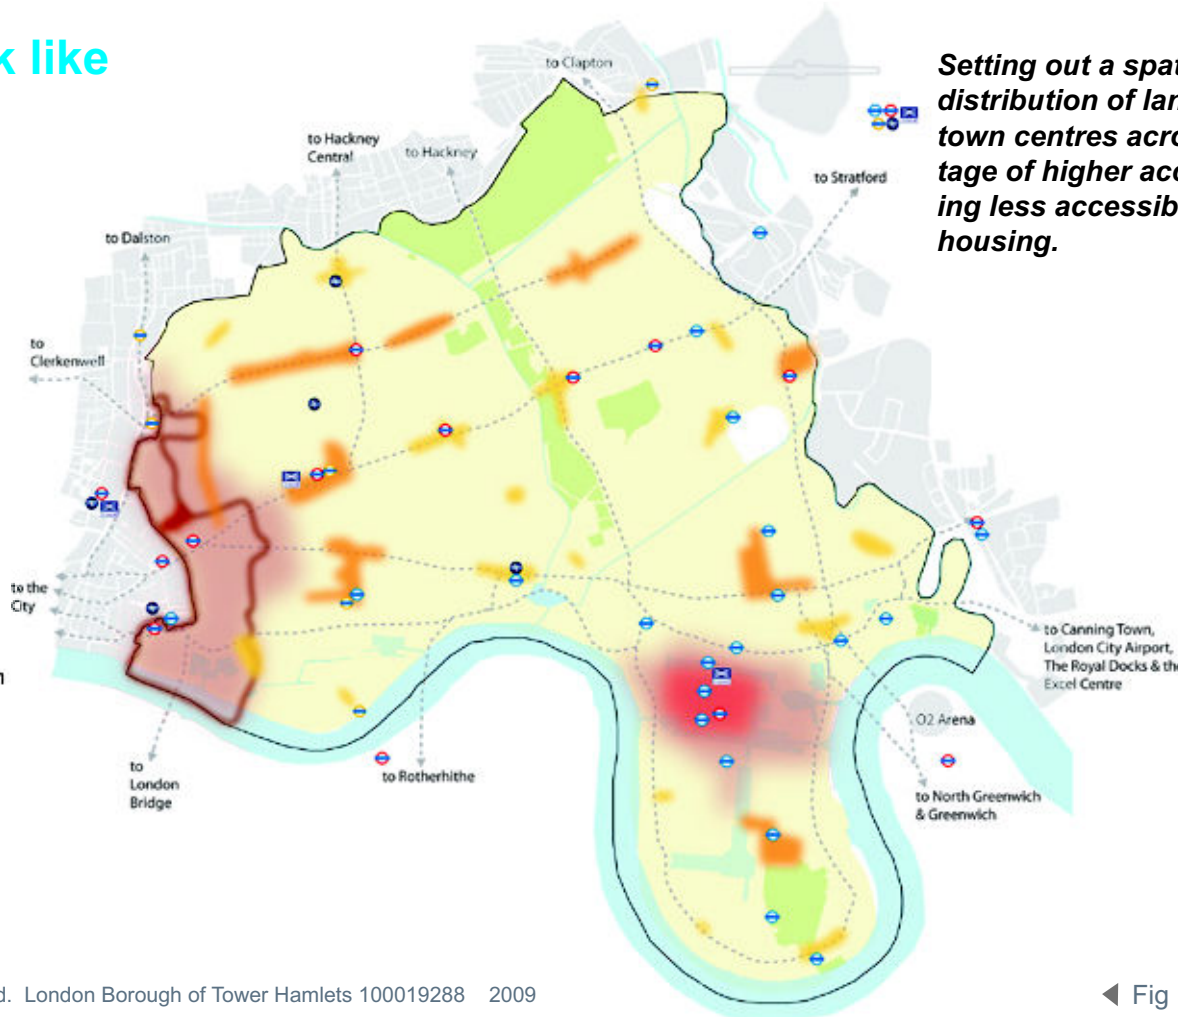 k like
Setting out a spat
distribution of lan
town centres acro
tage of higher acc
ing less accessib
housing.
to Clapton
to Hackney
Central
to Hackney
to Stratford
to Dalston
to
Clerkenwell
to the
City
n
to Canning Town,
London City Airport,
The Royal Docks & the
Excel Centre
O2 Arena
to
London
Bridge
to Rotherhithe
to North Greenwich
& Greenwich
d. London Borough of Tower Hamlets 100019288 2009
Fig